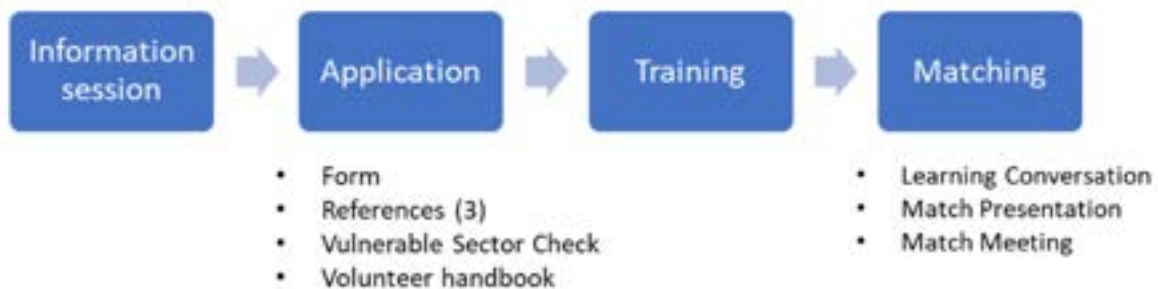 Information
session
Application
Training
Matching
• Form
• References (3)
• Vulnerable Sector Check
• Volunteer handbook
• Learning Conversation
• Match Presentation
• Match Meeting